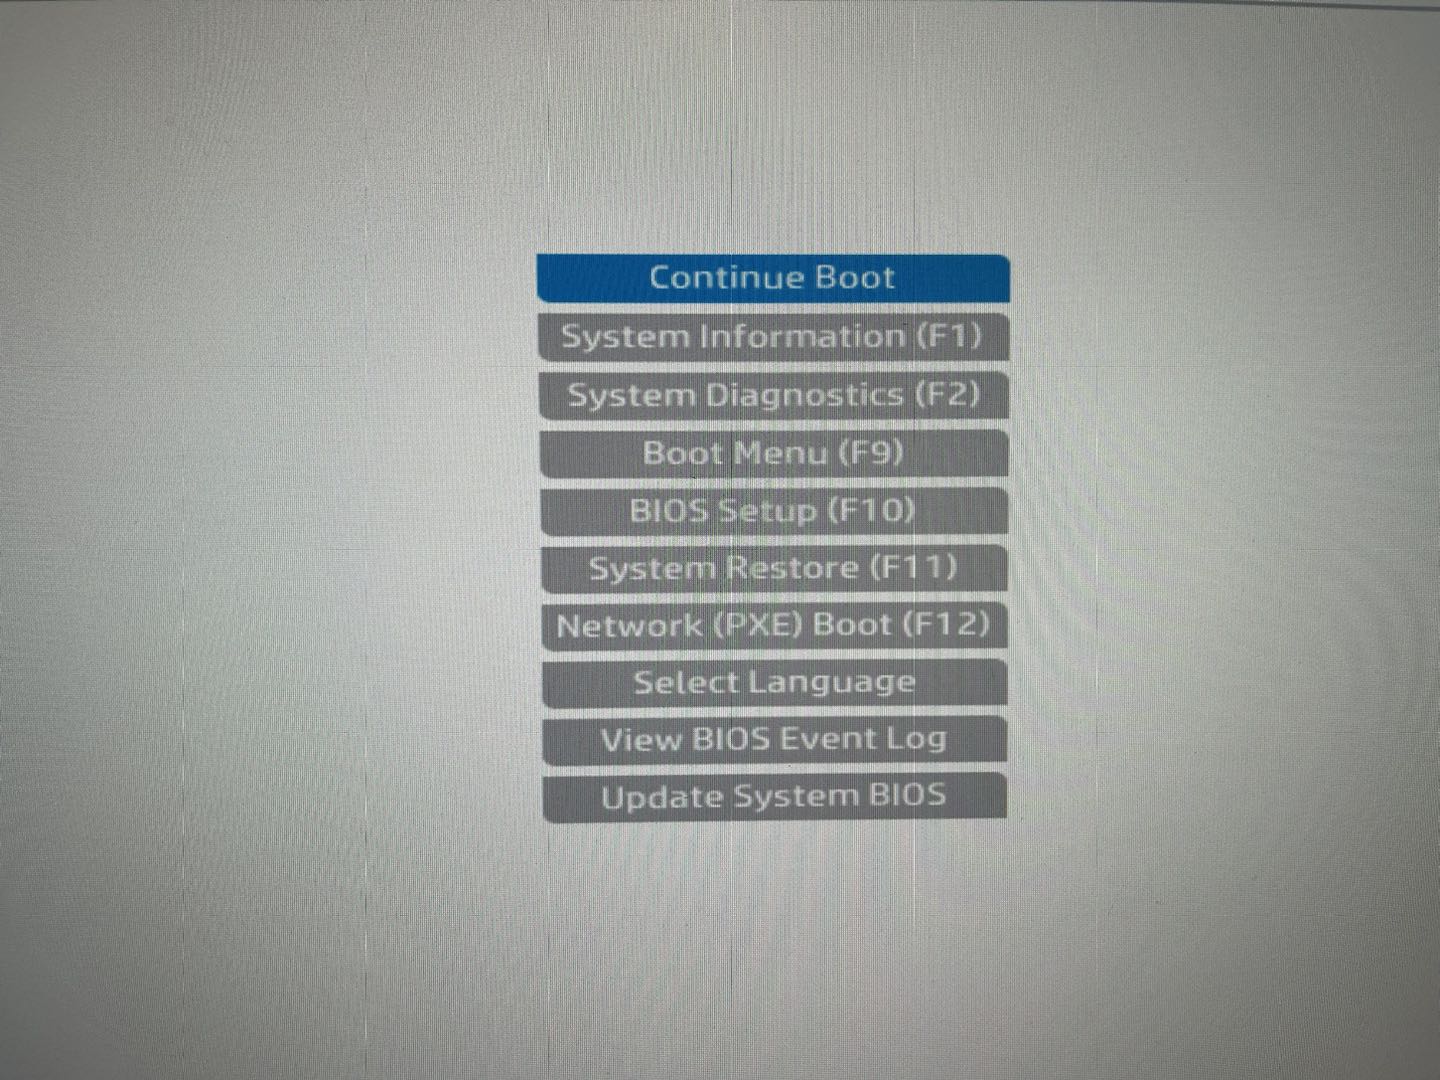 Continue Boot
System Information (F1)
System Diagnostics (F2)
Boot Menu (F9)
BIOS Setup (F10)
System Restore (F11)
Network (PXE) Boot (F12)
Select Language
View BIOS Event Log
Update System BIOS